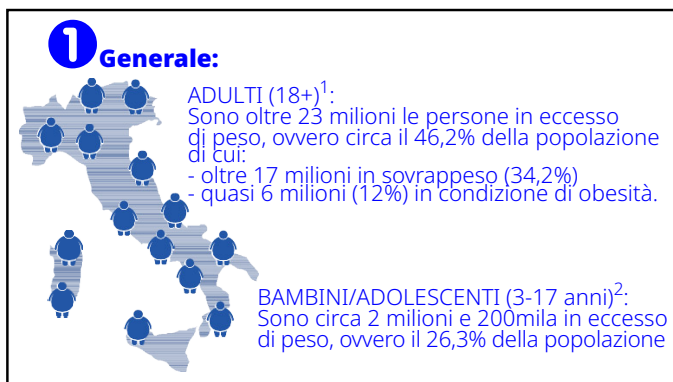 1 Generale:
ADULTI (18+)1:
Sono oltre 23 milioni le persone in eccesso
di peso, ovvero circa il 46,2% della popolazione
di cui:
- oltre 17 milioni in sovrappeso (34,2%)
- quasi 6 milioni (12%) in condizione di obesità.
BAMBINI/ADOLESCENTI (3-17 anni)2:
Sono circa 2 milioni e 200mila in eccesso
di peso, ovvero il 26,3% della popolazione